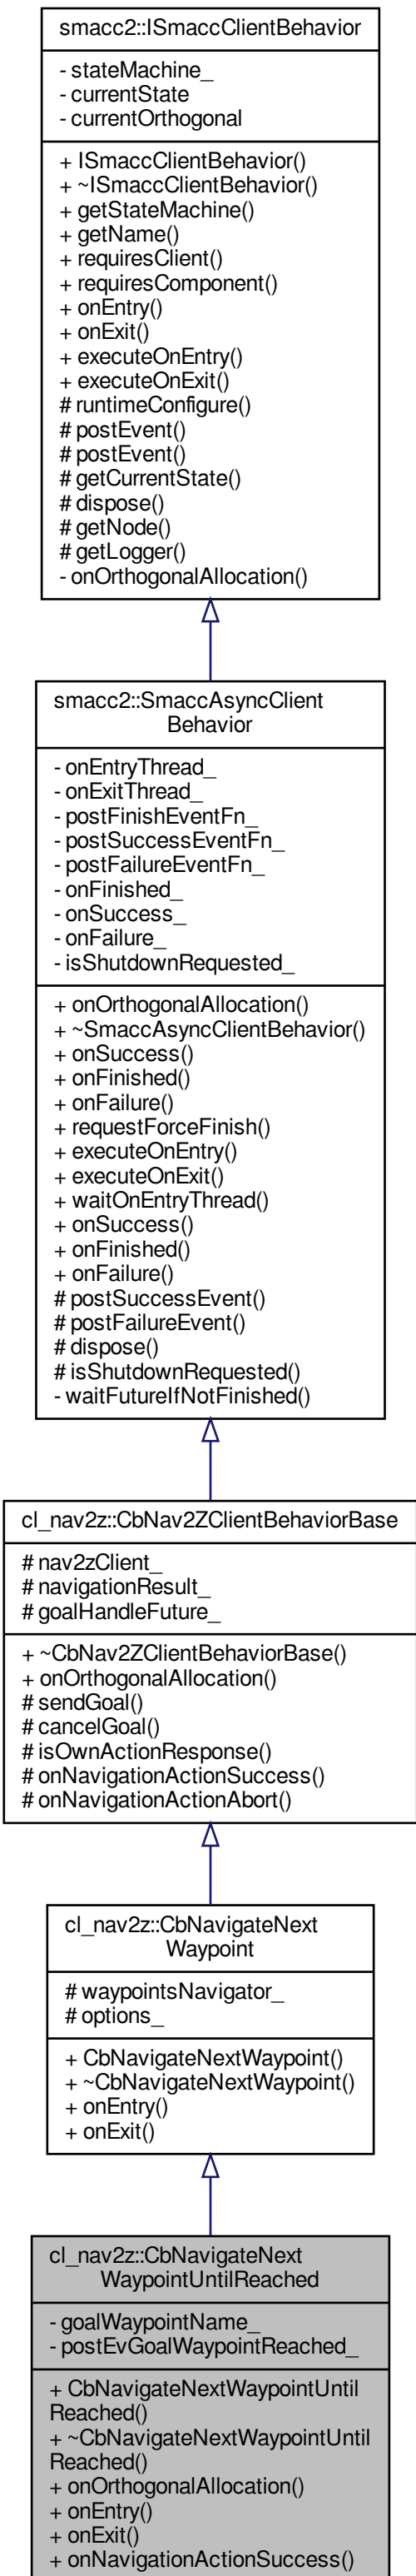 smacc2::ISmaccClientBehavior
- stateMachine_
- currentState
- currentOrthogonal
+ ISmaccClientBehavior()
+ ~ISmaccClientBehavior()
+ getStateMachine()
+ getName()
+ requiresClient()
+ requiresComponent()
+ onEntry()
+ onExit()
+ executeOnEntry()
+ executeOnExit()
# runtimeConfigure()
# postEvent()
# postEvent()
# getCurrentState()
# dispose()
# getNode()
# getLogger()
- onOrthogonalAllocation()
smacc2::SmaccAsyncClient
Behavior
- onEntryThread_
- onExitThread_
- postFinishEventFn_
- postSuccessEventFn_
- postFailureEventFn_
- onFinished_
- onSuccess_
- onFailure_
- isShutdownRequested_
+ onOrthogonalAllocation()
+ ~SmaccAsyncClientBehavior()
+ onSuccess()
+ onFinished()
+ onFailure()
+ requestForceFinish()
+ executeOnEntry()
+ executeOnExit()
+ waitOnEntryThread()
+ onSuccess()
+ onFinished()
+ onFailure()
# postSuccessEvent()
# postFailureEvent()
# dispose()
# isShutdownRequested()
- waitFutureIfNotFinished()
cl_nav2z::CbNav2ZClientBehaviorBase
# nav2zClient_
# navigationResult_
# goalHandleFuture_
+ ~CbNav2ZClientBehaviorBase()
+ onOrthogonalAllocation()
# sendGoal()
# cancelGoal()
# isOwnActionResponse()
# onNavigationActionSuccess()
# onNavigationActionAbort()
cl_nav2z::CbNavigateNext
Waypoint
# waypointsNavigator_
# options_
+ CbNavigateNextWaypoint()
+ ~CbNavigateNextWaypoint()
+ onEntry()
+ onExit()
cl_nav2z::CbNavigateNext
WaypointUntilReached
- goalWaypointName_
- postEvGoalWaypointReached_
+ CbNavigateNextWaypointUntil
Reached()
+ ~CbNavigateNextWaypointUntil
Reached()
+ onOrthogonalAllocation()
+ onEntry()
+ onExit()
+ onNavigationActionSuccess()